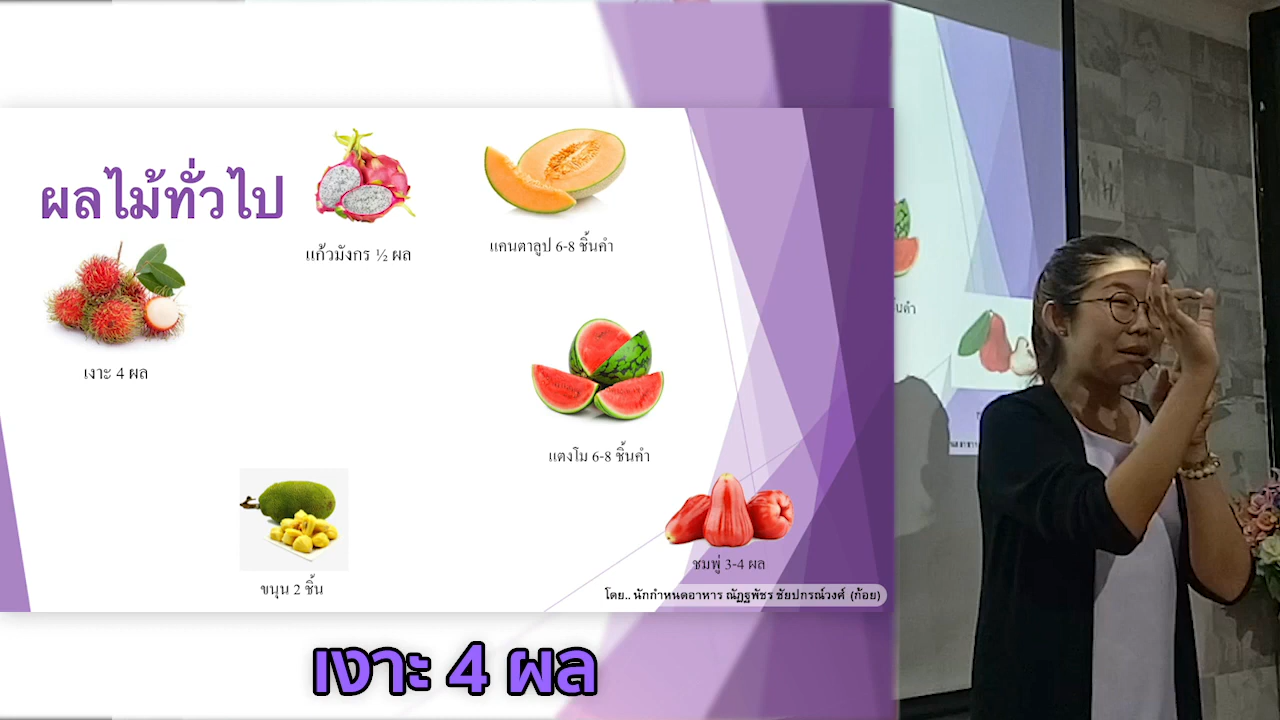 ผลไม้ทั่วไป
แก้วมังกร ½ ผล
แคนตาลูป 6-8 ชิ้นคำ
เงาะ 4 ผล
แตงโม 6-8 ชิ้นคำ
ขนุน 2 ชิ้น
ชมพู่ 3-4 ผล
โดย.. นักกำหนดอาหาร ณัฏฐพัชร ชัยปกรณ์วงศ์ (ก้อย)
เงาะ 4 ผล